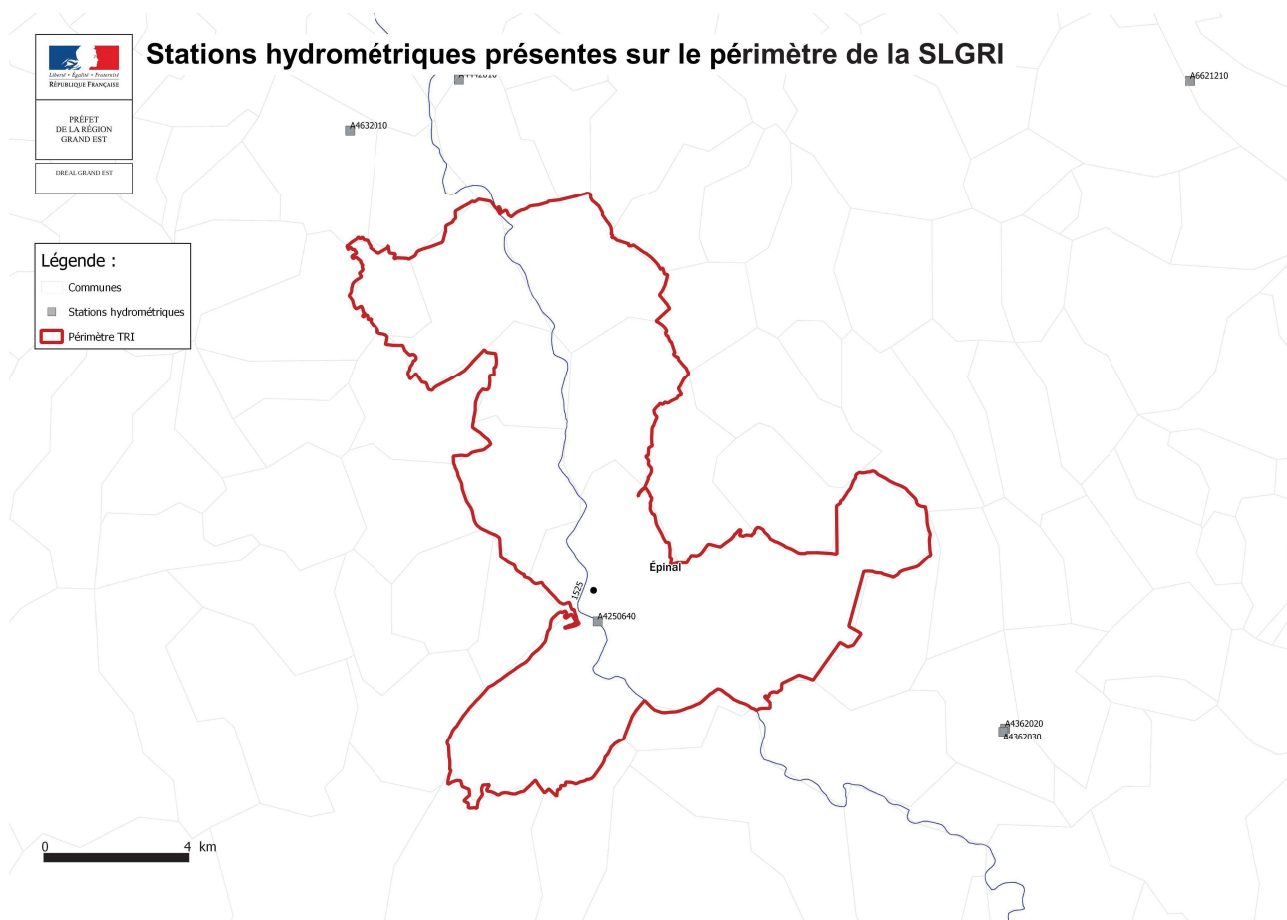 Stations hydrométriques présentes sur le périmètre de la SLGRI
Liberté • Égalité • Fraternité
RÉPUBLIQUE FRANÇAISE
PRÉFET
DE LA RÉGION
GRAND EST
DREAL GRAND EST
A6621210
A4632010
Légende :
Communes
Stations hydrométriques
Périmètre TRI
Épinal
1525
A4250640
A4362020
A4362030
0 4 km